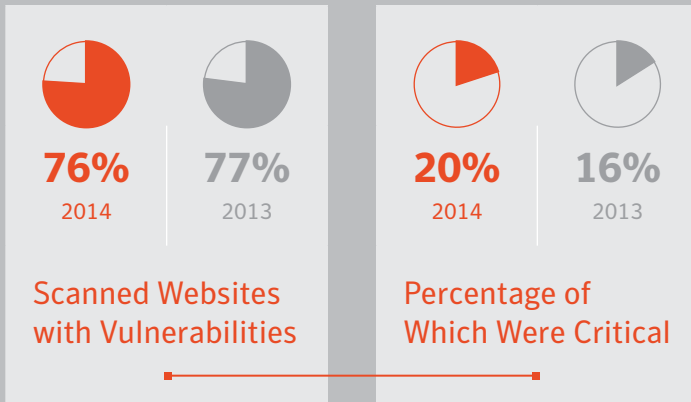 76%
2014
77%
2013
Scanned Websites
with Vulnerabilities
20%
2014
16%
2013
Percentage of
Which Were Critical